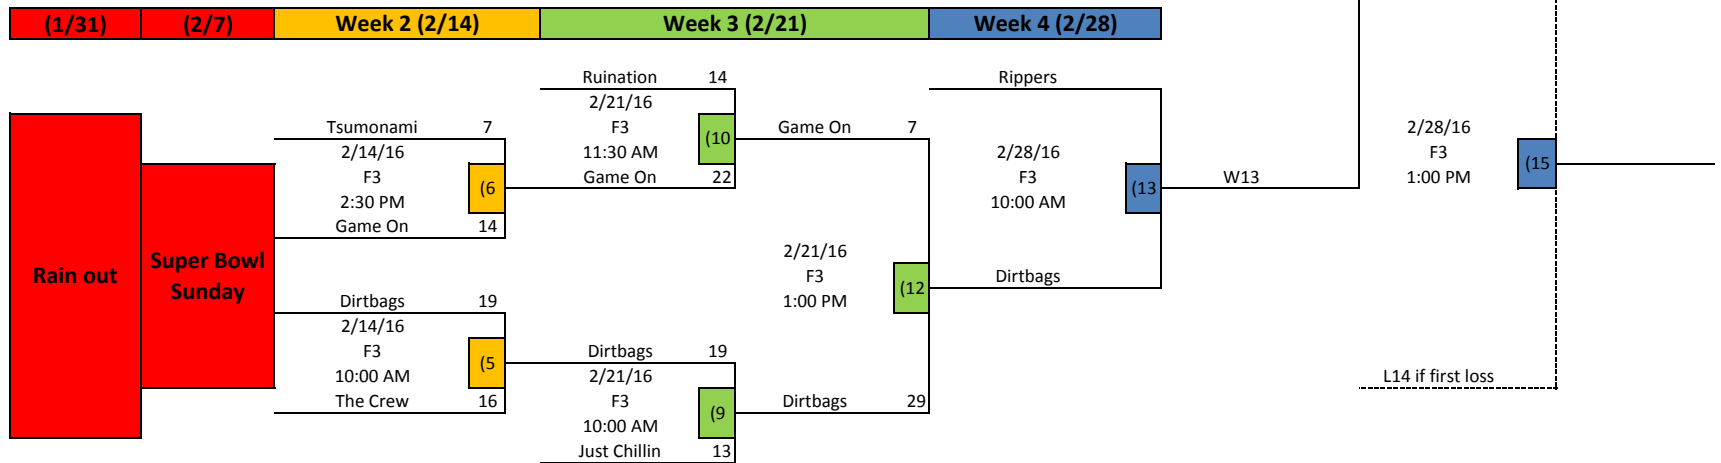 (1/31) (2/7) Week 2 (2/14) Week 3 (2/21) Week 4 (2/28)
Rain out
Super Bowl
Sunday
Tsumonami 7
2/14/16
F3
2:30 PM
(6
Game On 14
Dirtbags 19
2/14/16
F3
10:00 AM
(5
The Crew 16
Ruination 14
2/21/16
F3
11:30 AM
(10
Game On 22
Dirtbags 19
2/21/16
F3
10:00 AM
(9
Just Chillin 13
Game On 7
2/21/16
F3
1:00 PM
(12
Dirtbags 29
Rippers
2/28/16
F3
10:00 AM
(13
Dirtbags
W13
2/28/16
F3
1:00 PM
(15
L14 if first loss